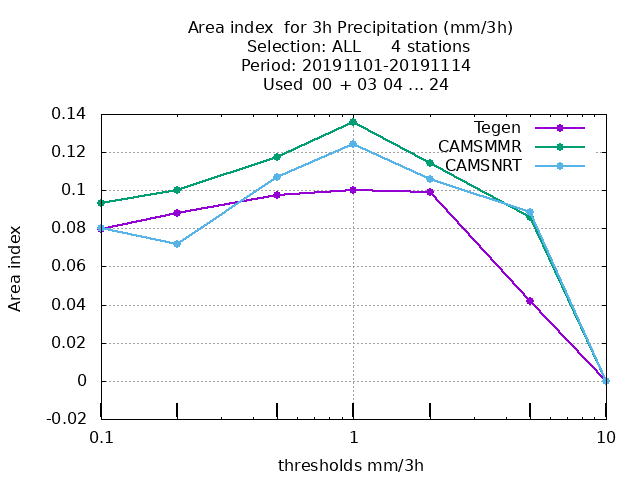 Area index  for 3h Precipitation (mm/3h)
Selection: ALL      4 stations
Period: 20191101-20191114
Used  00 + 03 04 ... 24
Tegen
CAMSMMR
CAMSNRT
0.14
0.12
0.1
0.08
0.06
0.04
0.02
0
-0.02
Area index
0.1
1
10
thresholds mm/3h